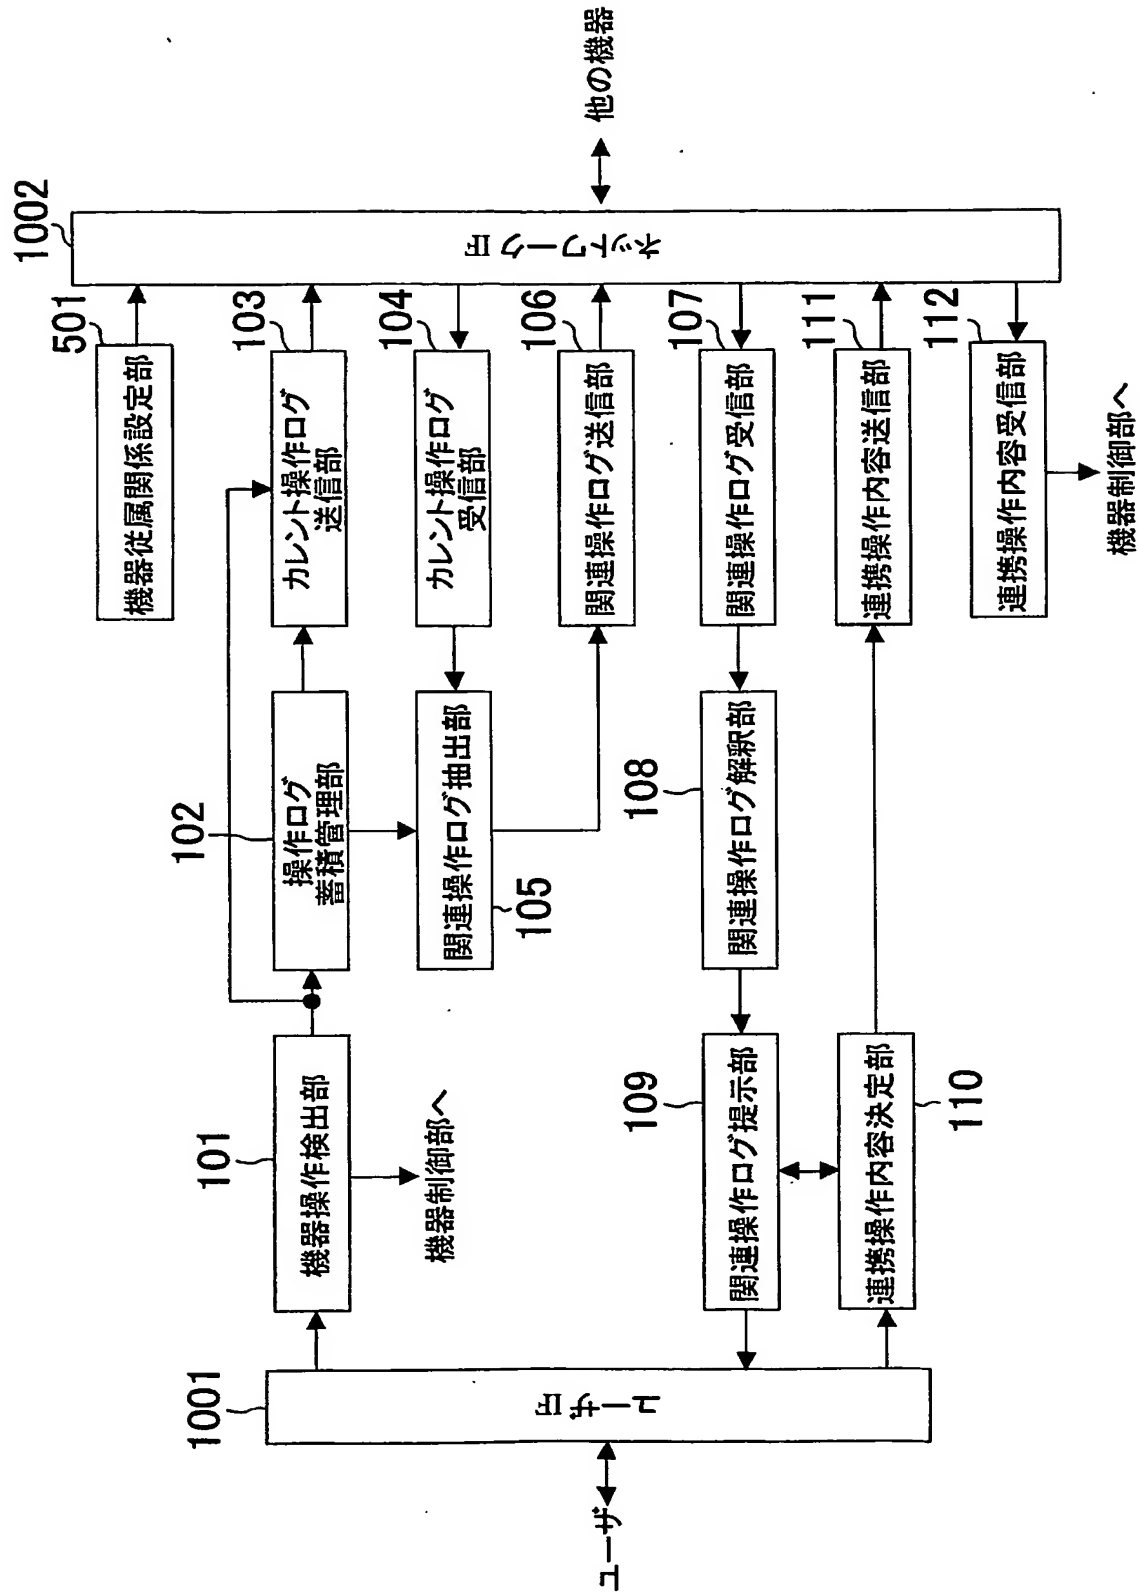 ユーザ
1001
ユーザIF
101
機器操作検出部
機器制御部へ
102
操作ログ
蓄積管理部
501
機器従属関係設定部
103
カレント操作ログ
送信部
104
カレント操作ログ
受信部
105
関連操作ログ抽出部
106
関連操作ログ送信部
107
関連操作ログ受信部
108
関連操作ログ解釈部
109
関連操作ログ提示部
110
連携操作内容決定部
111
連携操作内容送信部
112
連携操作内容受信部
機器制御部へ
1002
ネットワークIF
他の機器